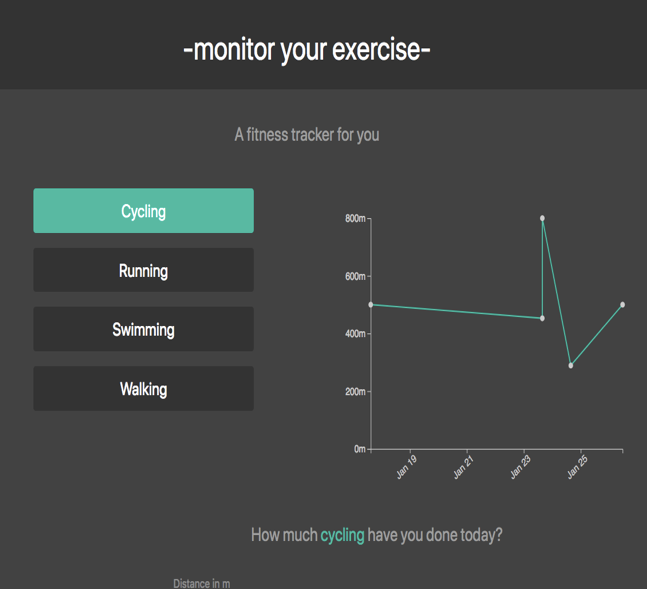 -monitor your exercise-
A fitness tracker for you
Cycling
Running
Swimming
Walking
800m
600m
400m
200m
0m
Jan 19
Jan 21
Jan 23
Jan 25
How much cycling have you done today?
Distance in m